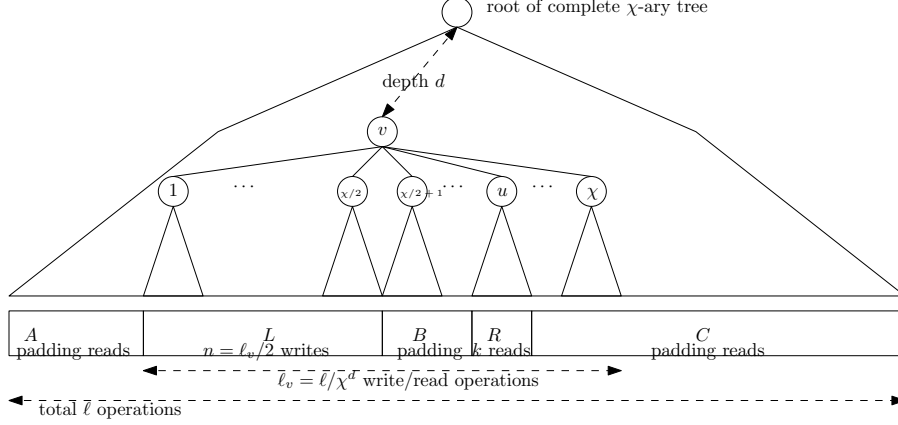 root of complete χ-ary tree
depth d
v
1 ... χ/2 χ/2+1 ... u ... χ
A L B R C
padding reads n = ℓ_v/2 writes padding k reads padding reads
ℓ_v = ℓ/χ^d write/read operations
total ℓ operations